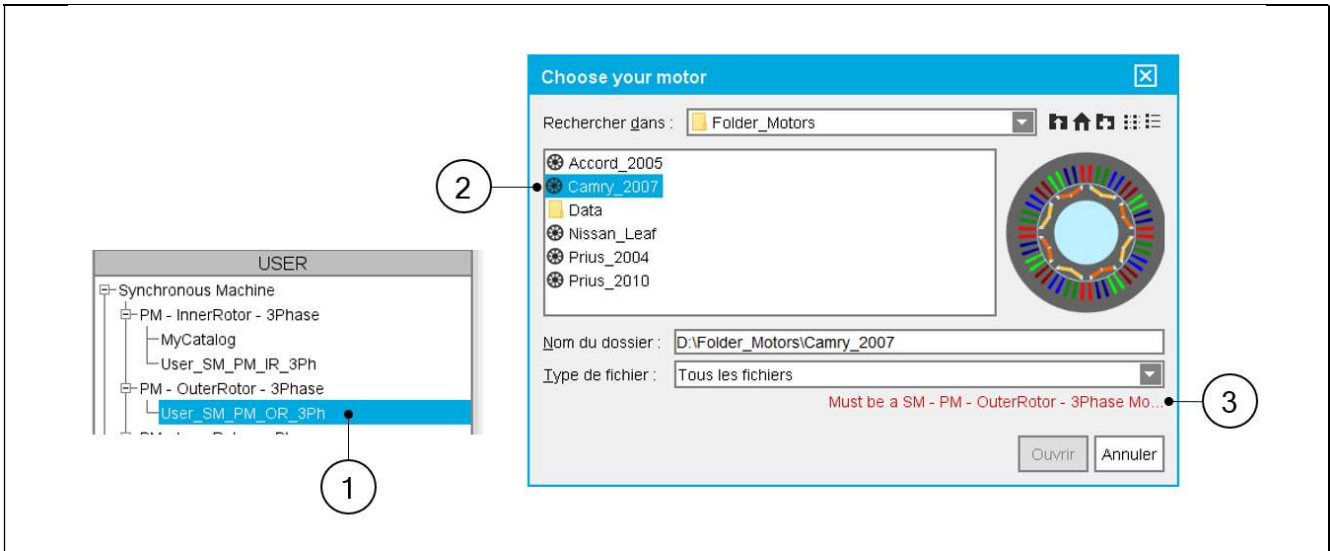 USER
Synchronous Machine
PM - InnerRotor - 3Phase
MyCatalog
User_SM_PM_IR_3Ph
PM - OuterRotor - 3Phase
User_SM_PM_OR_3Ph
1
2
Choose your motor
Rechercher dans :
Folder_Motors
Accord_2005
Camry_2007
Data
Nissan_Leaf
Prius_2004
Prius_2010
Nom du dossier :
D:\Folder_Motors\Camry_2007
Type de fichier :
Tous les fichiers
Must be a SM - PM - OuterRotor - 3Phase Mo...
3
Ouvrir
Annuler